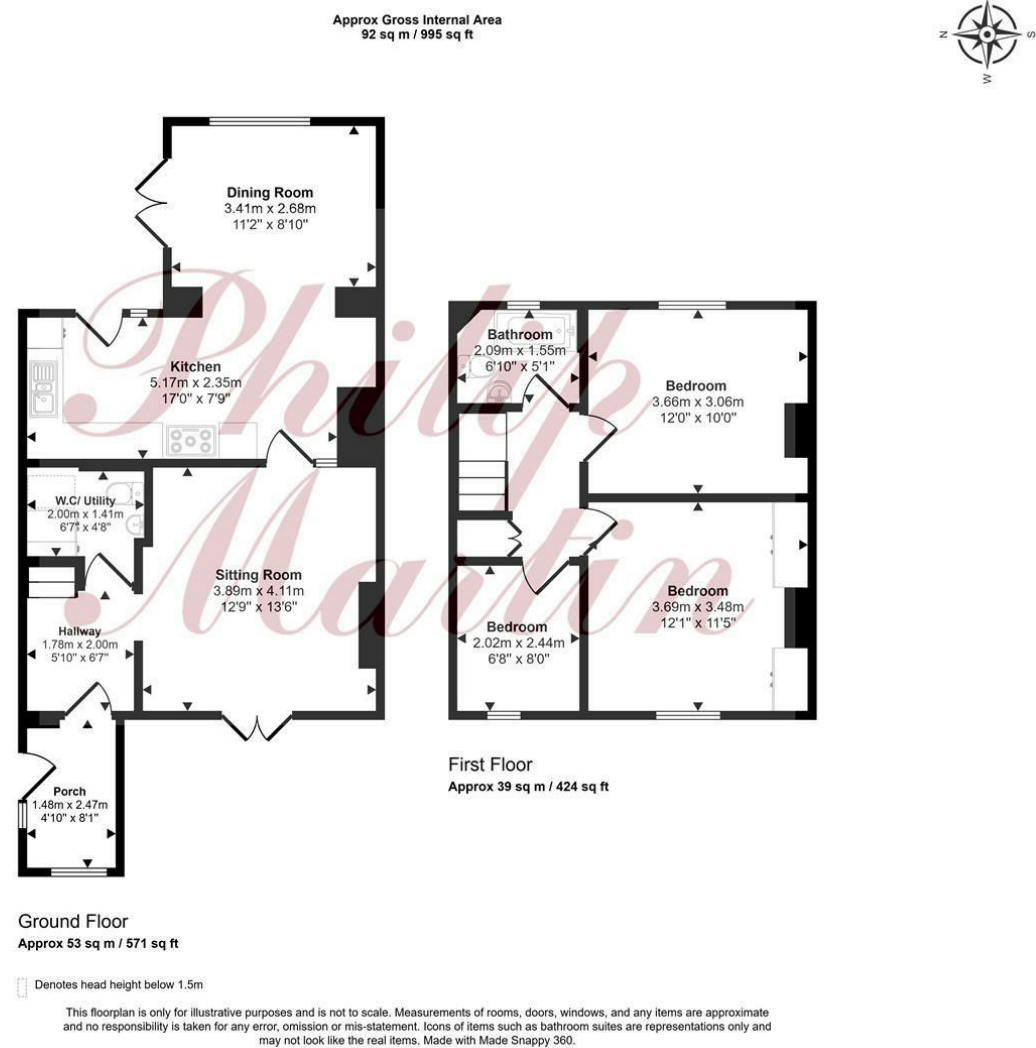 Approx Gross Internal Area
92 sq m / 995 sq ft
N
S
W
Dining Room
3.41m x 2.68m
11'2" x 8'10"
Kitchen
5.17m x 2.35m
17'0" x 7'9"
W.C/ Utility
2.00m x 1.41m
6'7" x 4'8"
Sitting Room
3.89m x 4.11m
12'9" x 13'6"
Hallway
1.78m x 2.00m
5'10" x 6'7"
Porch
1.48m x 2.47m
4'10" x 8'1"
Bathroom
2.09m x 1.55m
6'10" x 5'1"
Bedroom
3.66m x 3.06m
12'0" x 10'0"
Bedroom
3.69m x 3.48m
12'1" x 11'5"
Bedroom
2.02m x 2.44m
6'8" x 8'0"
Philip
Martin
First Floor
Approx 39 sq m / 424 sq ft
Ground Floor
Approx 53 sq m / 571 sq ft
Denotes head height below 1.5m
This floorplan is only for illustrative purposes and is not to scale. Measurements of rooms, doors, windows, and any items are approximate
and no responsibility is taken for any error, omission or mis-statement. Icons of items such as bathroom suites are representations only and
may not look like the real items. Made with Made Snappy 360.